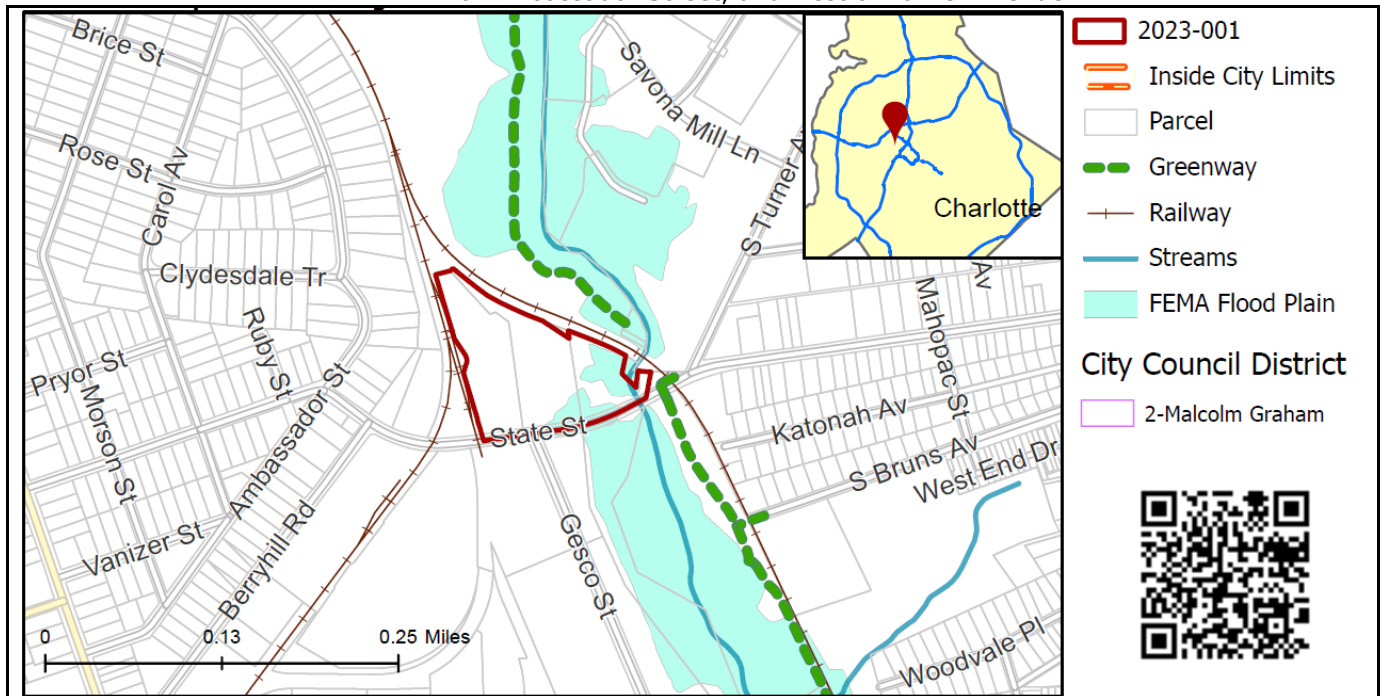 Brice St
Rose St
Carol Av
Clydesdale Tr
Ruby St
Pryor St
Morson St
Ambassador St
Vanizer St
Berryhill Rd
State St
Gesco St
Savona Mill Ln
S Turner Av
Mahopac St
Av
Katonah Av
S Bruns Av
West End Dr
Woodvale Pl
0
0.13
0.25 Miles
Charlotte
2023-001
Inside City Limits
Parcel
Greenway
Railway
Streams
FEMA Flood Plain
City Council District
2-Malcolm Graham